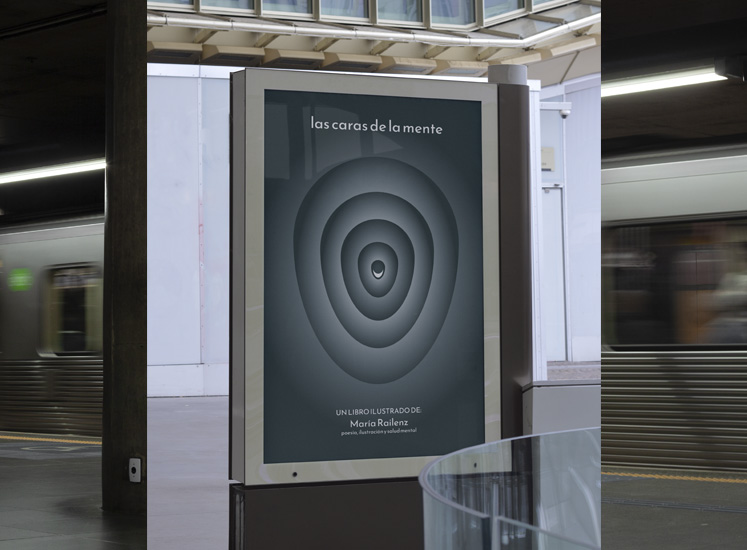 las caras de la mente
UN LIBRO ILUSTRADO DE:
María Railenz
poesía, ilustración y salud mental